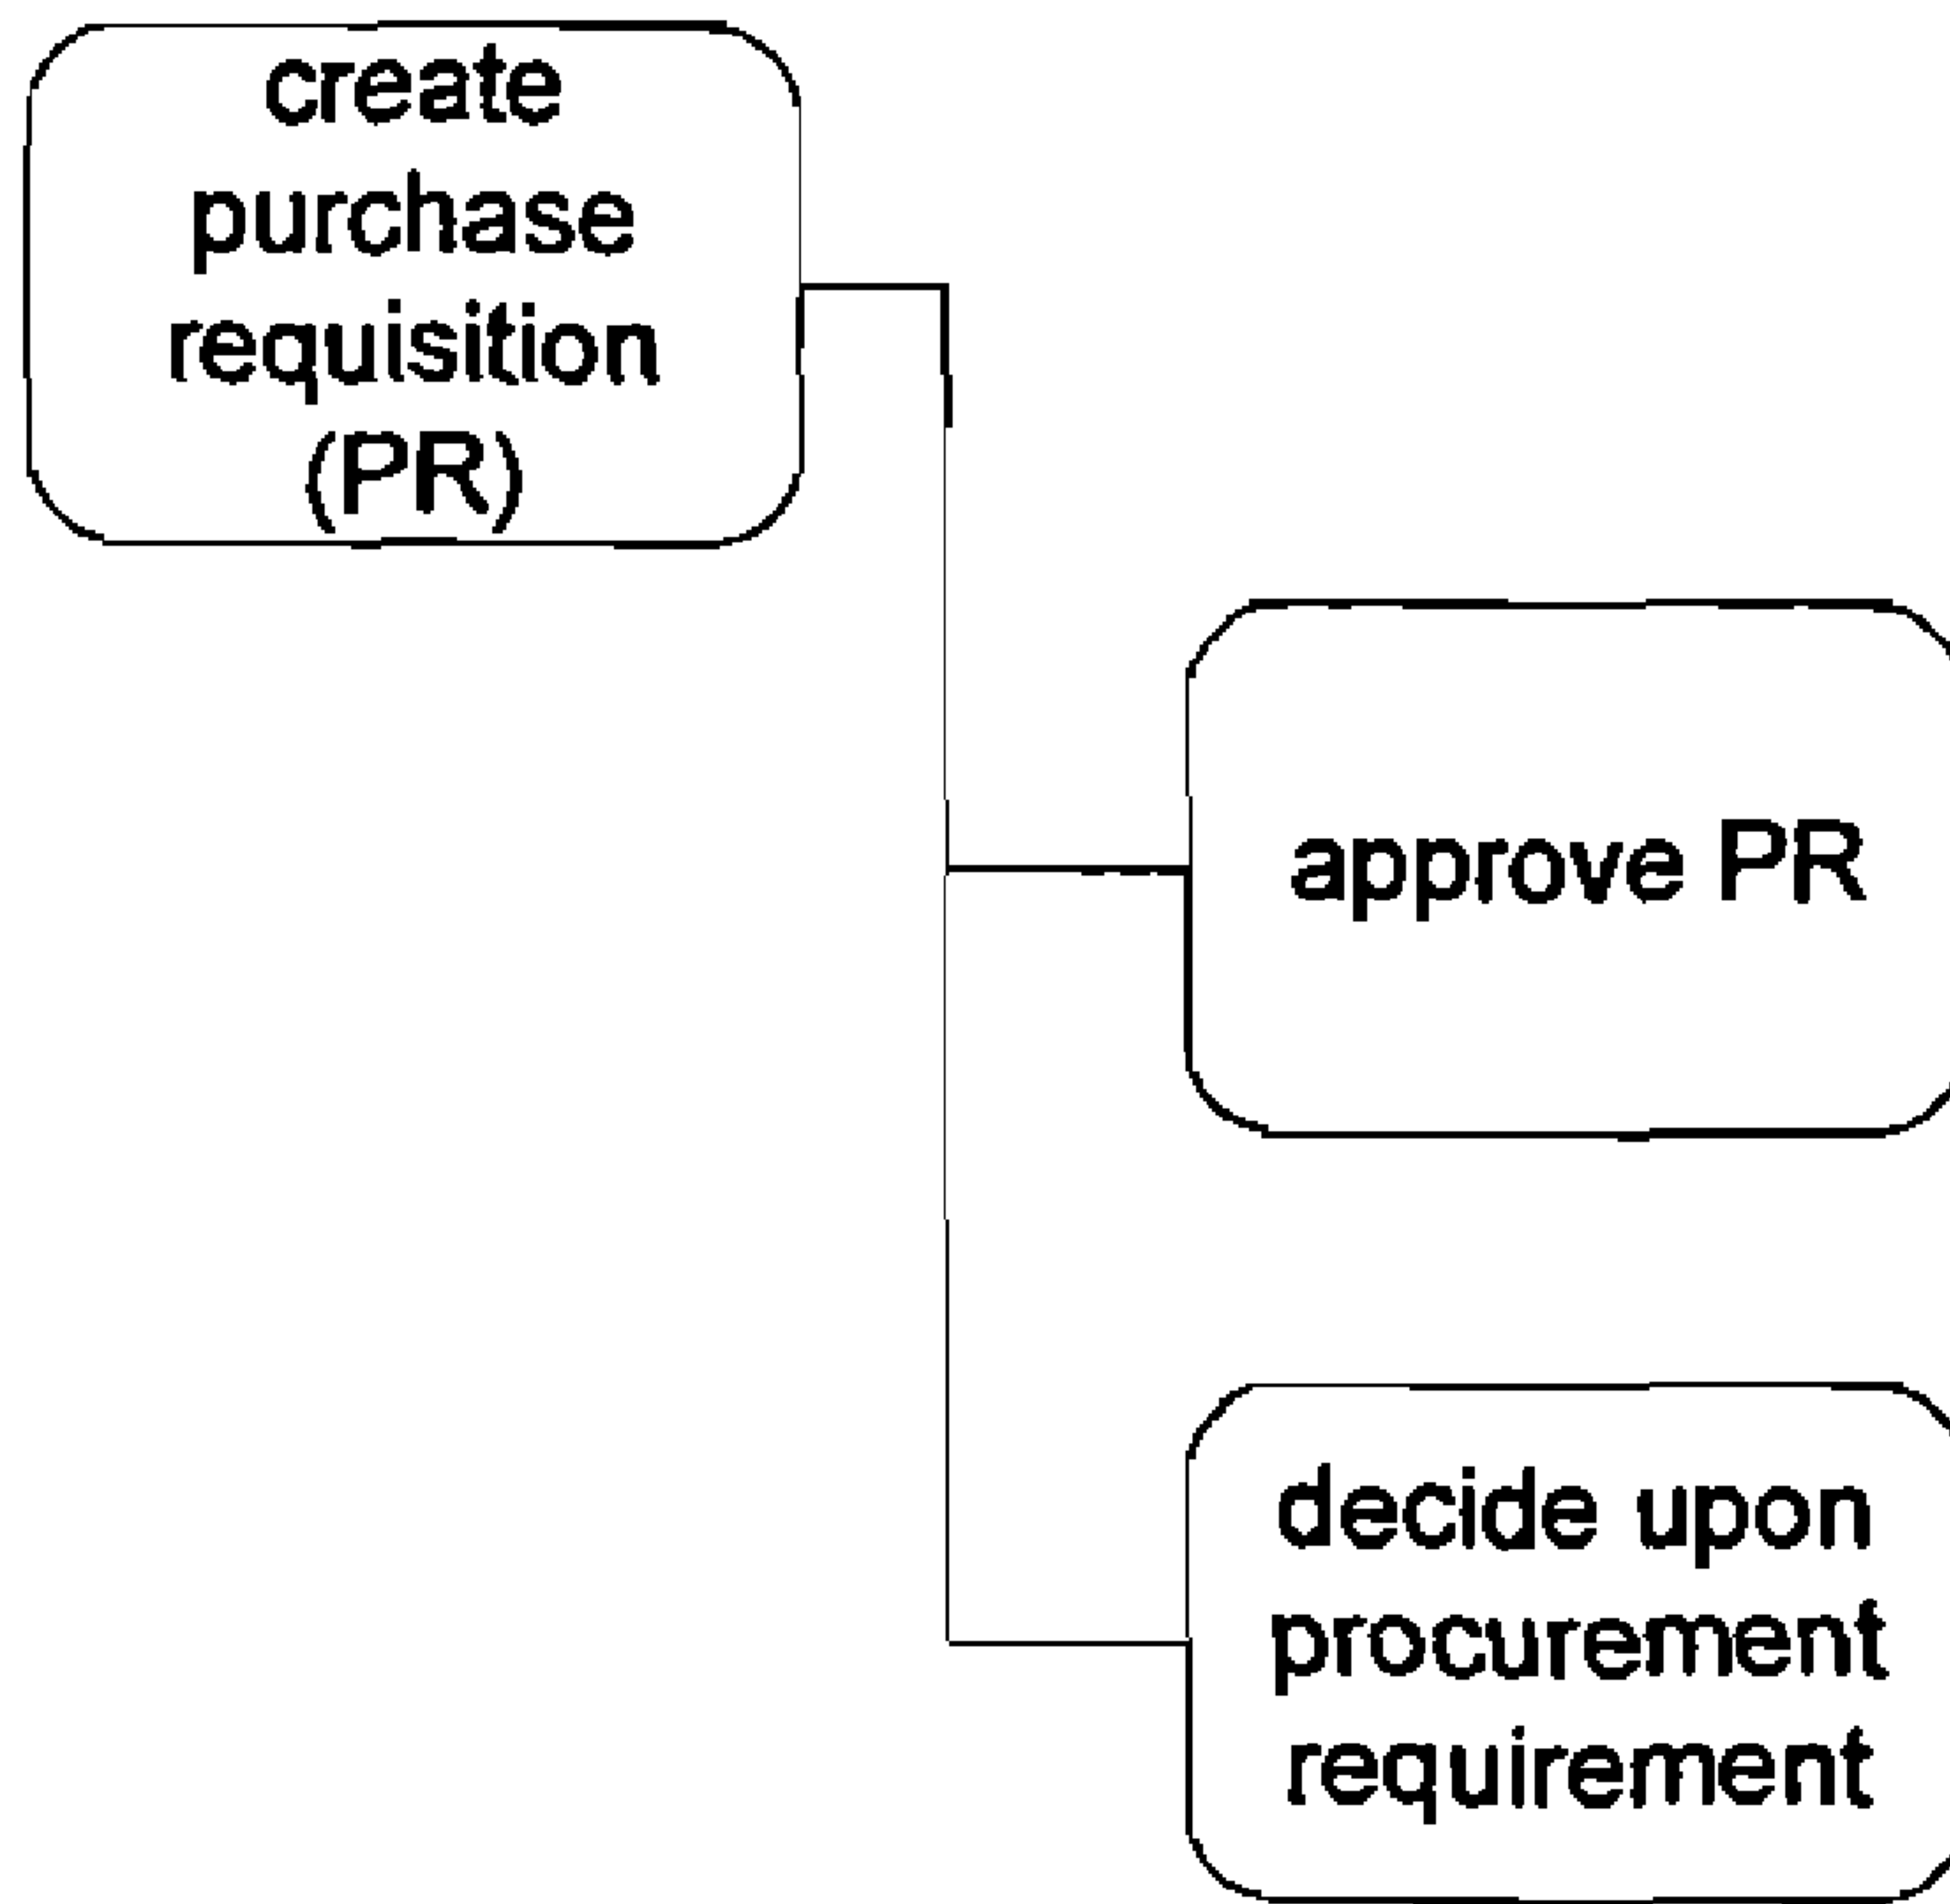 create
purchase
requisition
(PR)
approve PR
decide upon
procurement
requirement